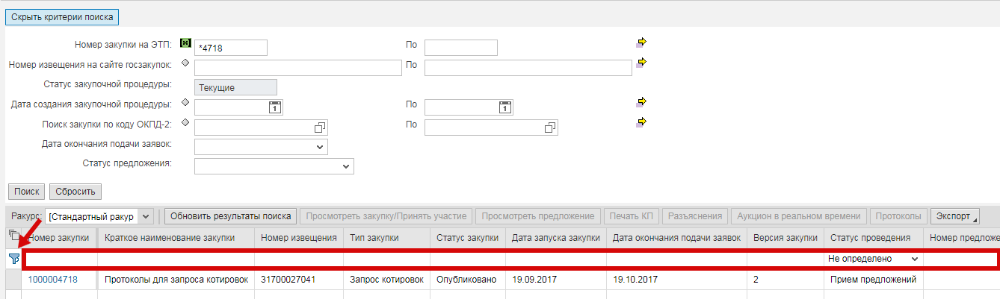 Скрыть критерии поиска
Номер закупки на ЭТП: *4718 По
Номер извещения на сайте госзакупок: По
Статус закупочной процедуры: Текущие
Дата создания закупочной процедуры: 1 По 1
Поиск закупки по коду ОКПД-2: По
Дата окончания подачи заявок:
Статус предложения:
Поиск Сбросить
Ракурс: [Стандартный ракур Обновить результаты поиска Просмотреть закупку/Принять участие Просмотреть предложение Печать КП Разъяснения Аукцион в реальном времени Протоколы Экспорт
Номер закупки Краткое наименование закупки Номер извещения Тип закупки Статус закупки Дата запуска закупки Дата окончания подачи заявок Версия закупки Статус проведения Номер предложе
Не определено
1000004718 Протоколы для запроса котировок 31700027041 Запрос котировок Опубликовано 19.09.2017 19.10.2017 2 Прием предложений